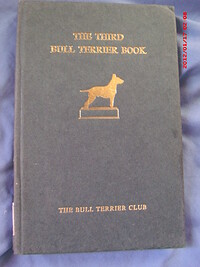 THE THIRD
BULL TERRIER BOOK
THE BULL TERRIER CLUB